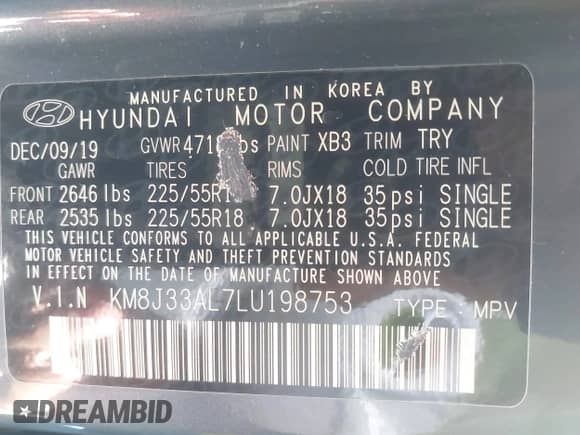 MANUFACTURED IN KOREA BY
HYUNDAI MOTOR COMPANY
DEC/09/19 GVWR PAINT XB3 TRIM TRY
GAWR TIRES RIMS COLD TIRE INFL
FRONT 2646 lbs 7.0JX18 35psi SINGLE
REAR 2535 lbs 225/55R18 7.0JX18 35psi SINGLE
THIS VEHICLE CONFORMS TO ALL APPLICABLE U.S.A. FEDERAL
MOTOR VEHICLE SAFETY AND THEFT PREVENTION STANDARDS
IN EFFECT ON THE DATE OF MANUFACTURE SHOWN ABOVE
V.I.N KM8J33AL7LU198753 TYPE : MPV
DREAMBID